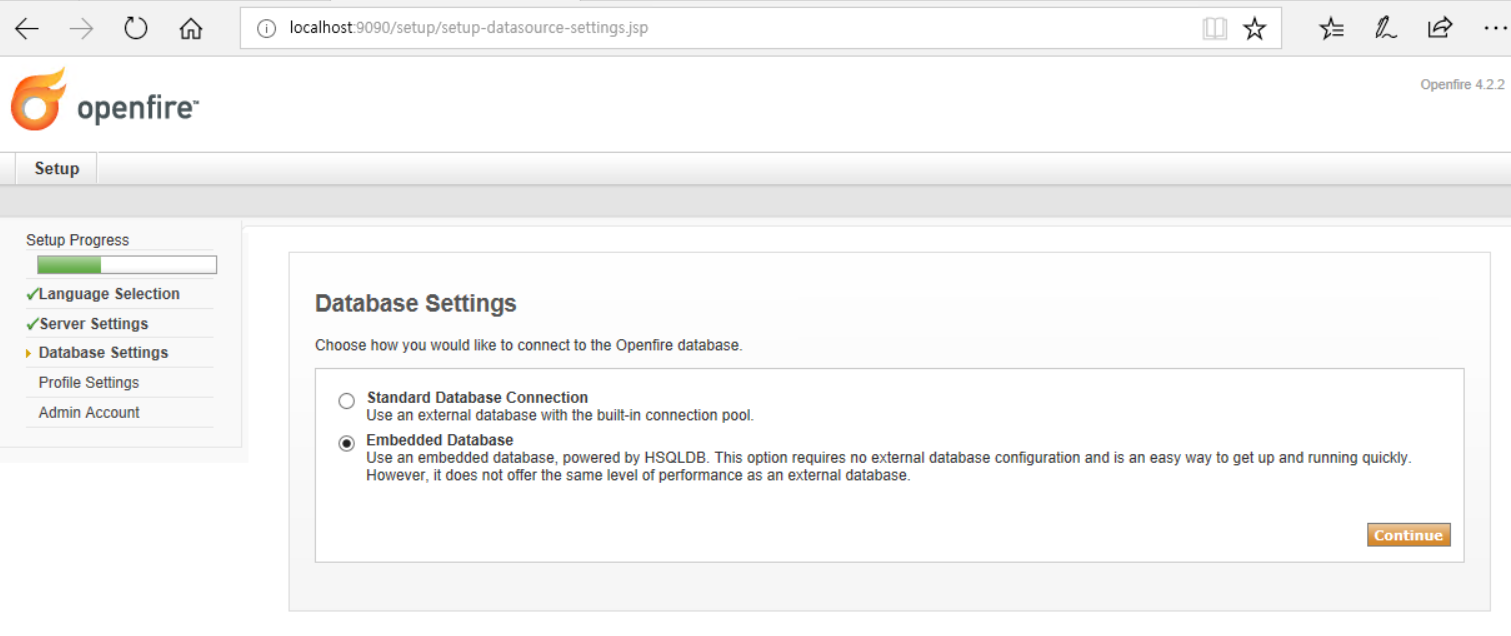 localhost:9090/setup/setup-datasource-settings.jsp
openfire™
Openfire 4.2.2
Setup
Setup Progress
Language Selection
Server Settings
Database Settings
Profile Settings
Admin Account
Database Settings
Choose how you would like to connect to the Openfire database.
Standard Database Connection
Use an external database with the built-in connection pool.
Embedded Database
Use an embedded database, powered by HSQLDB. This option requires no external database configuration and is an easy way to get up and running quickly.
However, it does not offer the same level of performance as an external database.
Continue